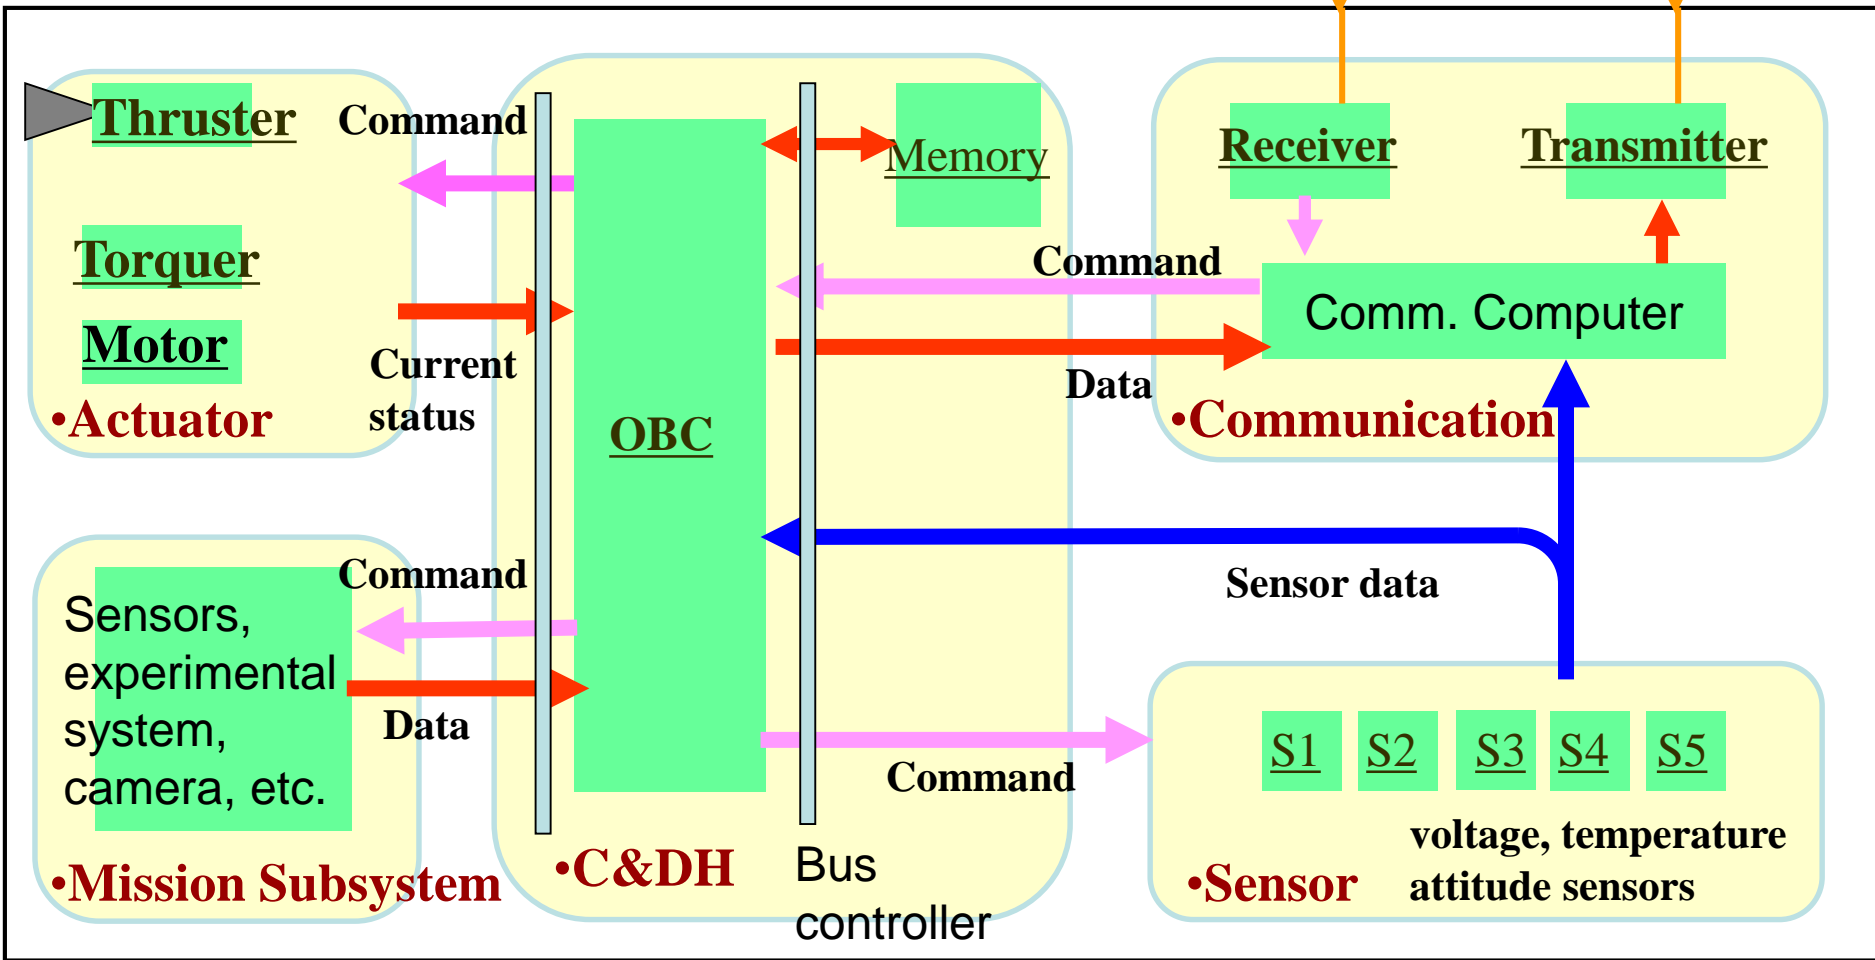 Thruster
Command
Torquer
Motor
Current
status
•Actuator
Command
Sensors,
experimental
system,
camera, etc.
Data
•Mission Subsystem
OBC
•C&DH
Memory
Bus
controller
Receiver
Transmitter
Command
Comm. Computer
Data
•Communication
Sensor data
Command
S1 S2 S3 S4 S5
voltage, temperature
attitude sensors
•Sensor